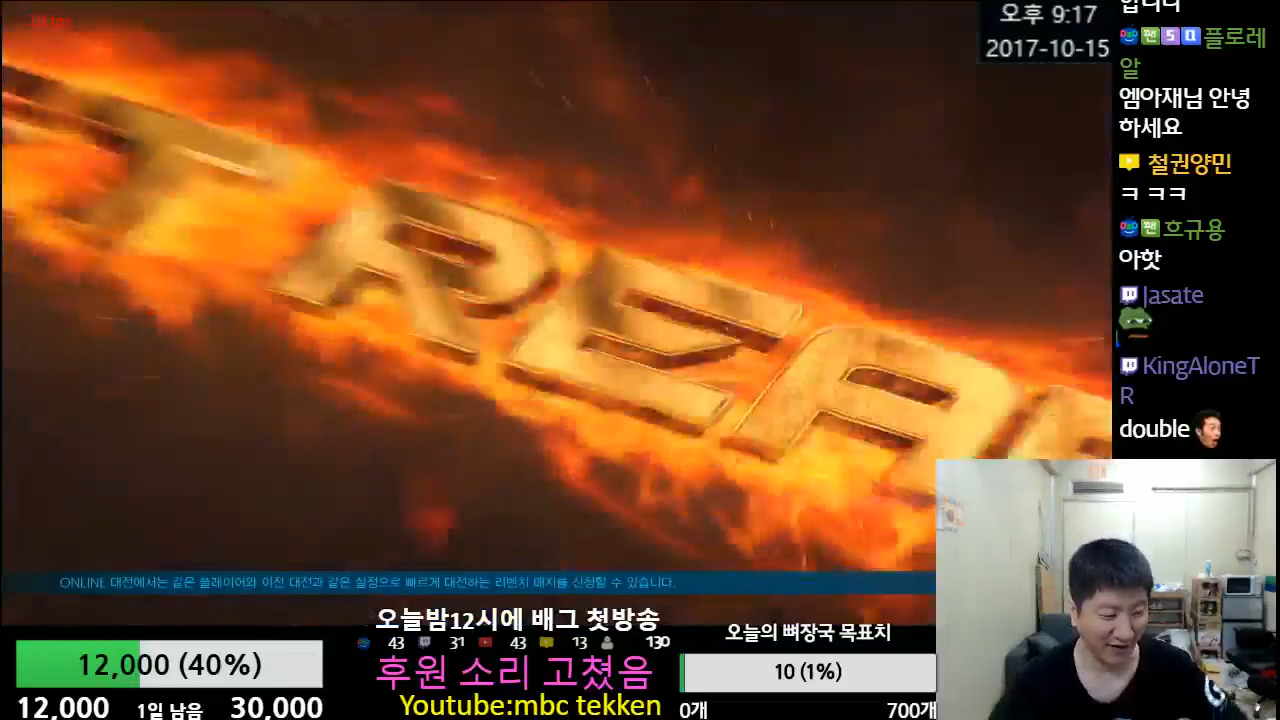 오후 9:17
2017-10-15
TREA
입니다
팬 플로레
알
엠아재님 안녕
하세요
철권양민
ㅋ ㅋㅋ
팬 흐규용
아핫
Jasate
KingAloneT
R
double
ONLINE 대전에서는 같은 플레이어와 이전 대전과 같은 설정으로 빠르게 대전하는 리벤치 매치를 신청할 수 있습니다.
오늘밤12시에 배그 첫방송
43 31 43 13 130
후원 소리 고쳤음
Youtube:mbc tekken
12,000 (40%)
12,000 1일 남음 30,000
오늘의 뼈장국 목표치
10 (1%)
0개 700개